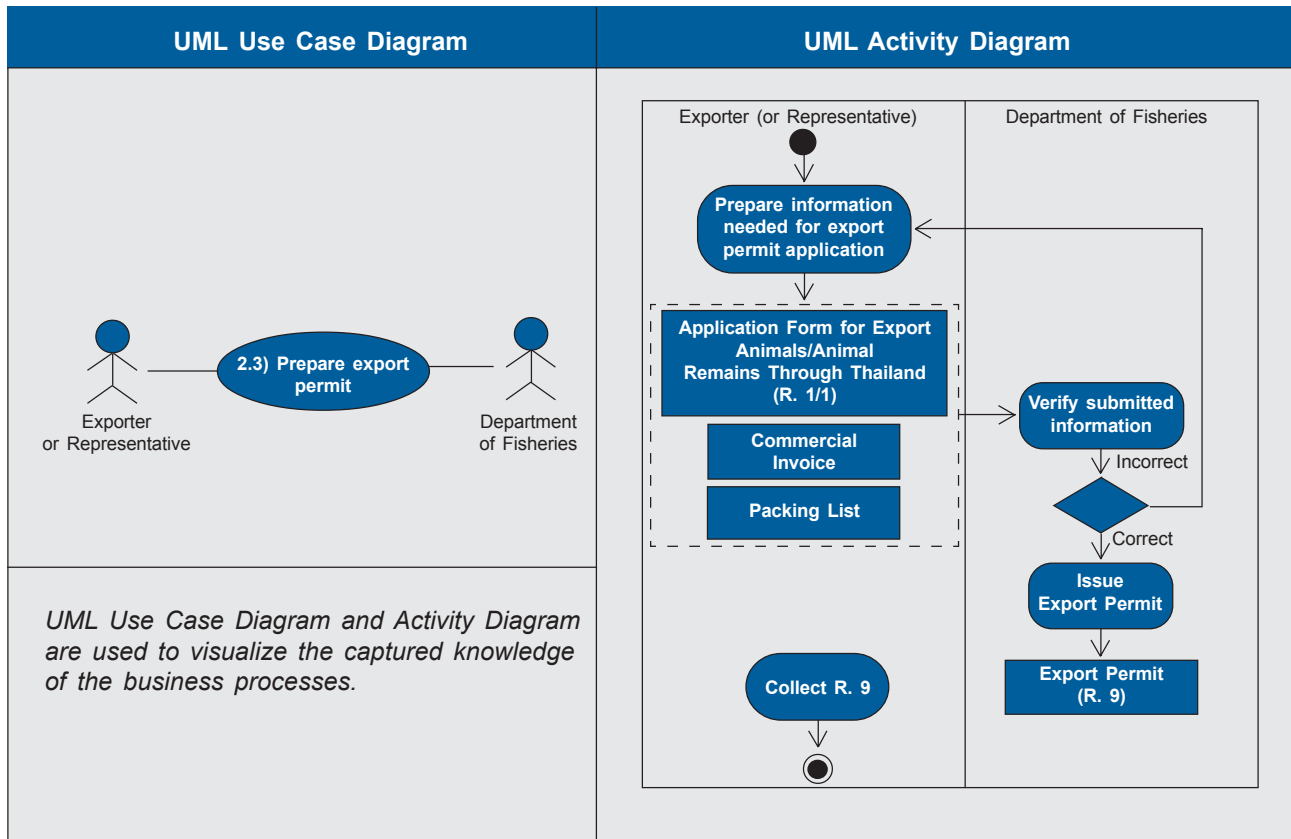 UML Use Case Diagram
UML Activity Diagram
2.3) Prepare export
permit
Exporter
or Representative
Department
of Fisheries
UML Use Case Diagram and Activity Diagram
are used to visualize the captured knowledge
of the business processes.
Exporter (or Representative)
Department of Fisheries
Prepare information
needed for export
permit application
Application Form for Export
Animals/Animal
Remains Through Thailand
(R. 1/1)
Commercial
Invoice
Packing List
Verify submitted
information
Incorrect
Correct
Issue
Export Permit
Export Permit
(R. 9)
Collect R. 9